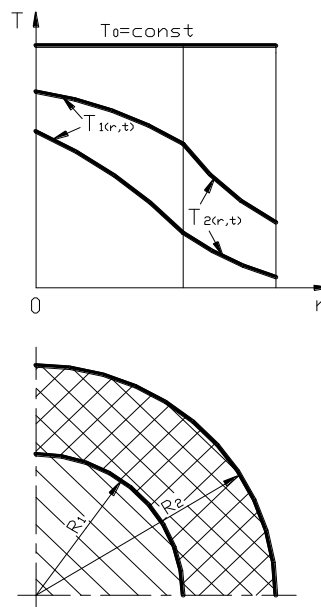 T
T0=const
T1(r,t)
T2(r,t)
0
r
R1
R2